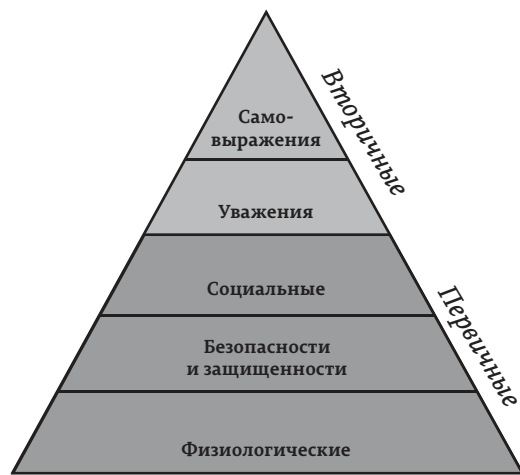 Само-
выражения
Вторичные
Уважения
Социальные
Первичные
Безопасности
и защищенности
Физиологические